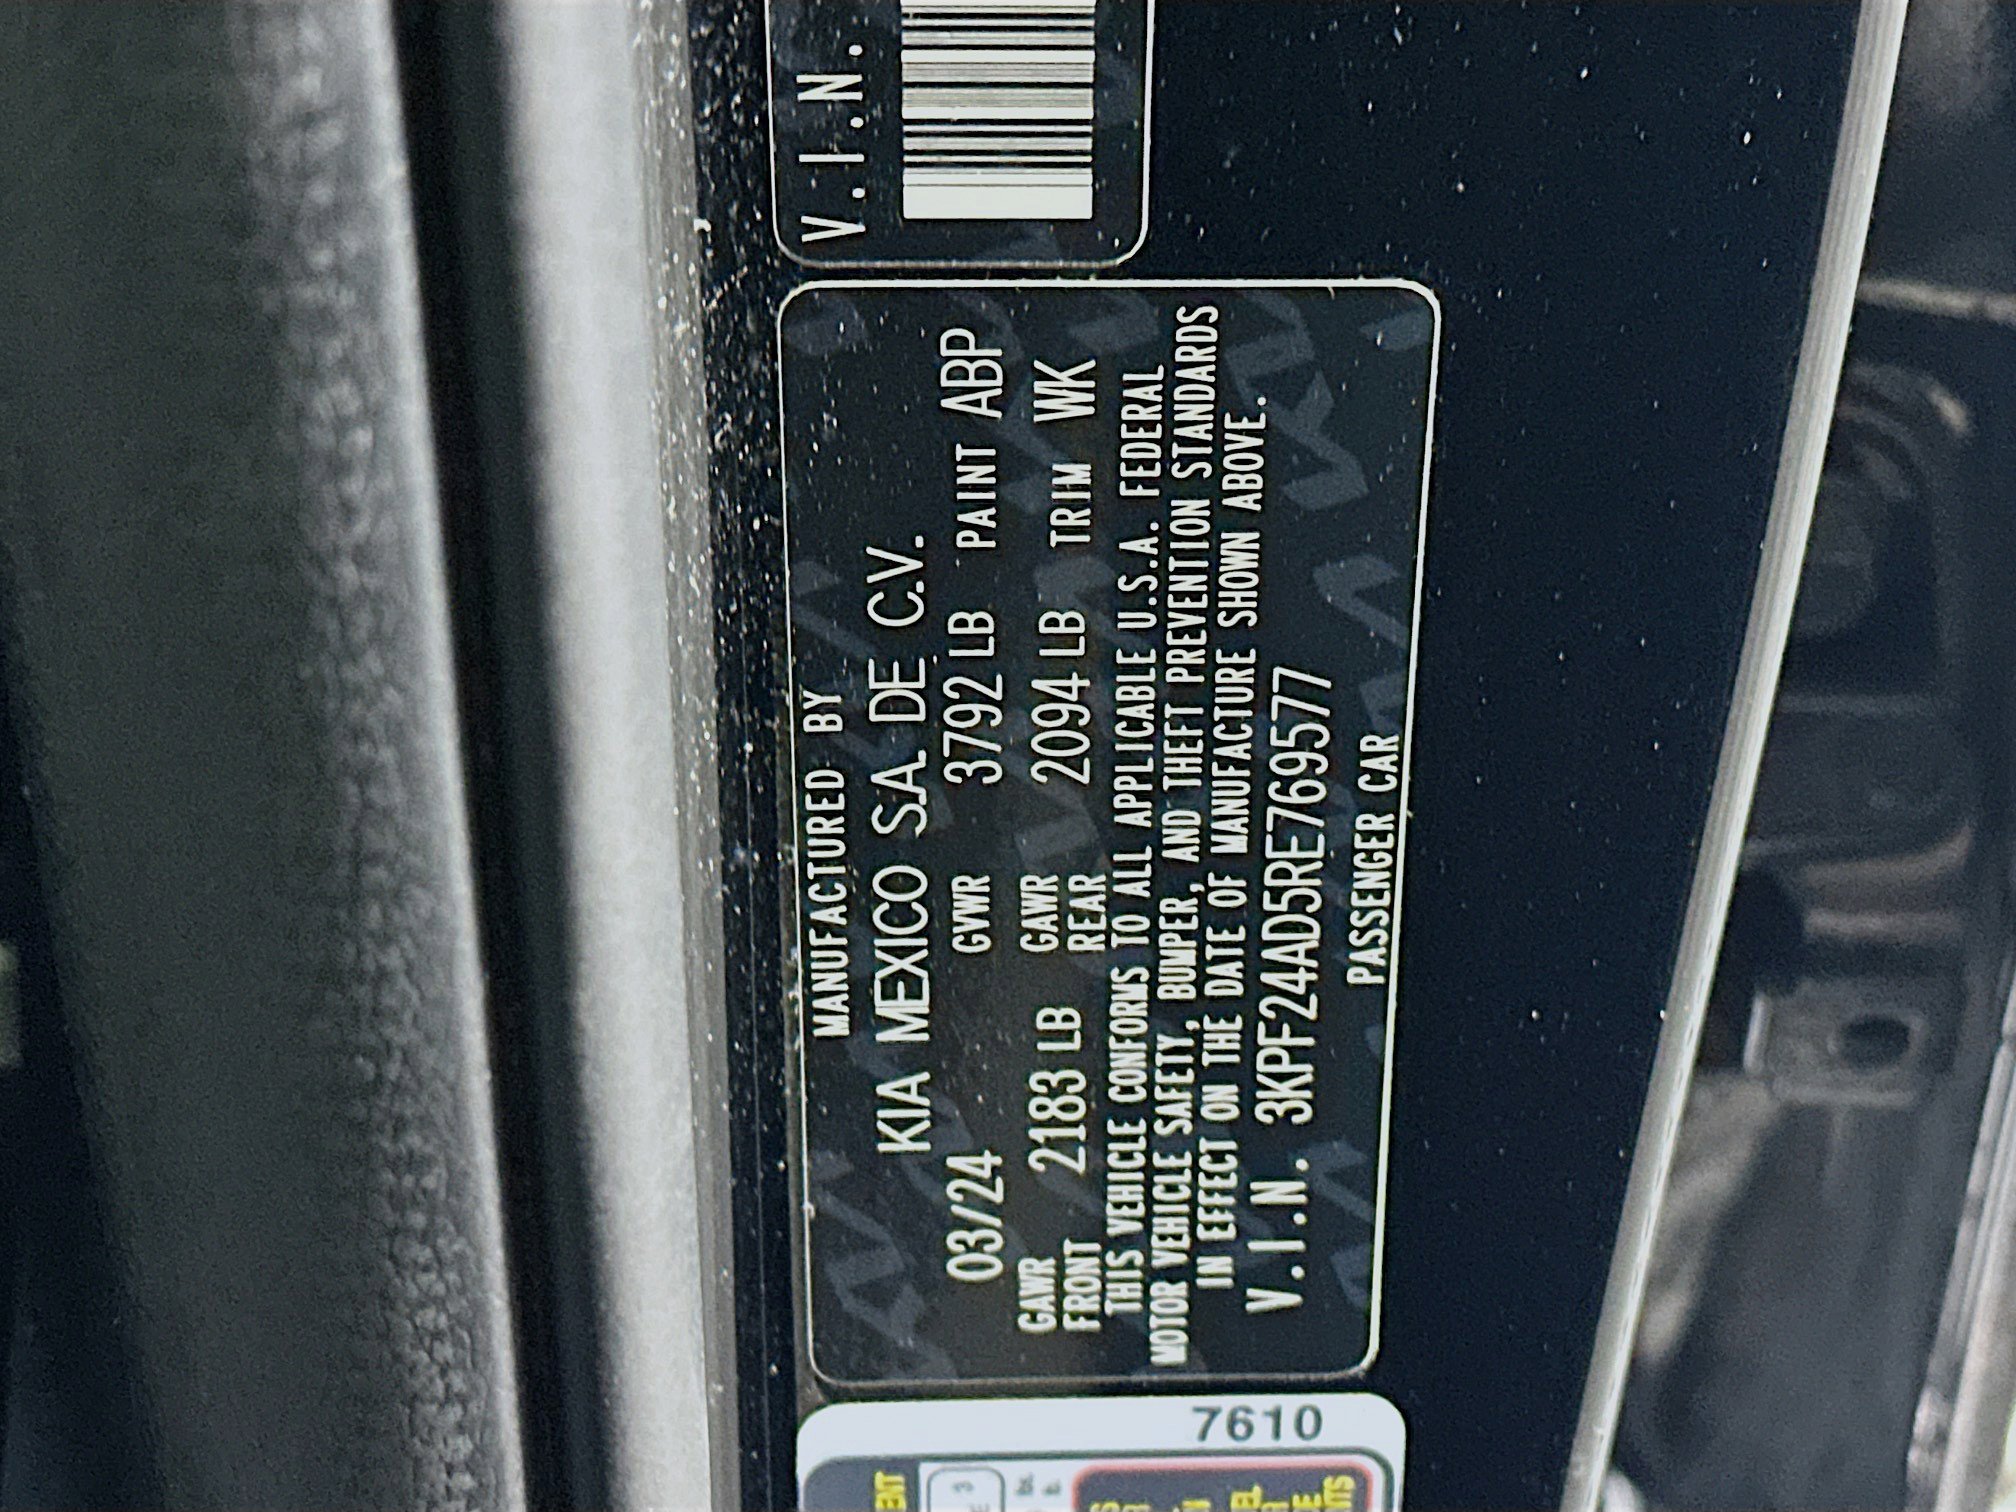 MANUFACTURED BY
KIA MEXICO S.A. DE C.V.
03/24 GVWR 3792 LB PAINT ABP
GAWR FRONT 2183 LB GAWR REAR 2094 LB TRIM WK
THIS VEHICLE CONFORMS TO ALL APPLICABLE U.S.A. FEDERAL
MOTOR VEHICLE SAFETY, BUMPER, AND THEFT PREVENTION STANDARDS
IN EFFECT ON THE DATE OF MANUFACTURE SHOWN ABOVE.
V.I.N. 3KPF24AD5RE769577
PASSENGER CAR
V.I.N.
7610